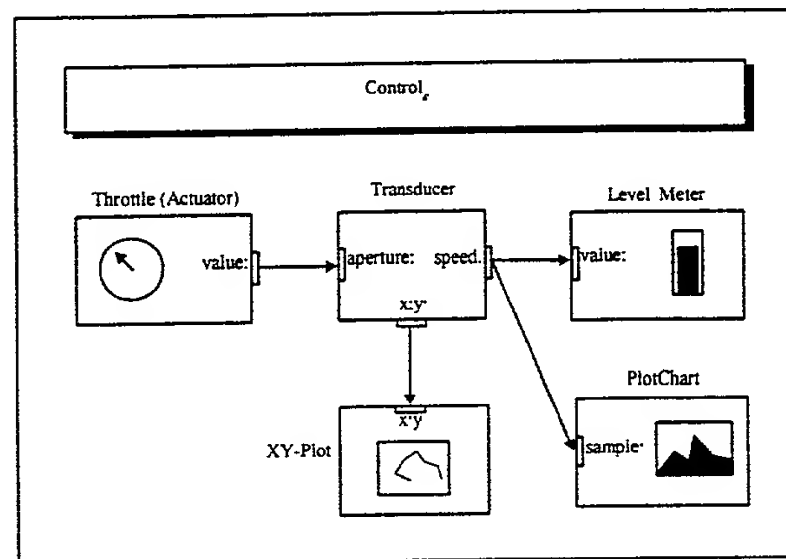 Control
Throttle (Actuator)
Transducer
Level Meter
value:
aperture:
speed.
value:
x:y:
PlotChart
x:y
XY-Plot
sample: